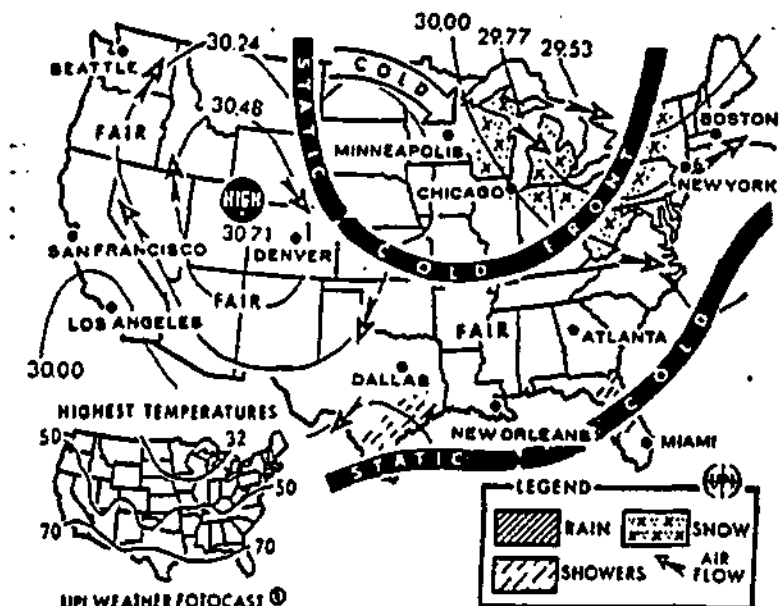 30.24
30.00
29.77
29.53
SEATTLE
STATIC
COLD
FAIR
30.48
MINNEAPOLIS
BOSTON
NEW YORK
CHICAGO
HIGH
30.71
SAN FRANCISCO
DENVER
COLD FRONT
FAIR
LOS ANGELES
FAIR
ATLANTA
30.00
DALLAS
COLD
HIGHEST TEMPERATURES
NEW ORLEANS
MIAMI
STATIC
50
32
50
70
70
LEGEND
RAIN
SNOW
SHOWERS
AIR
FLOW
UPI WEATHER FOTOCAST